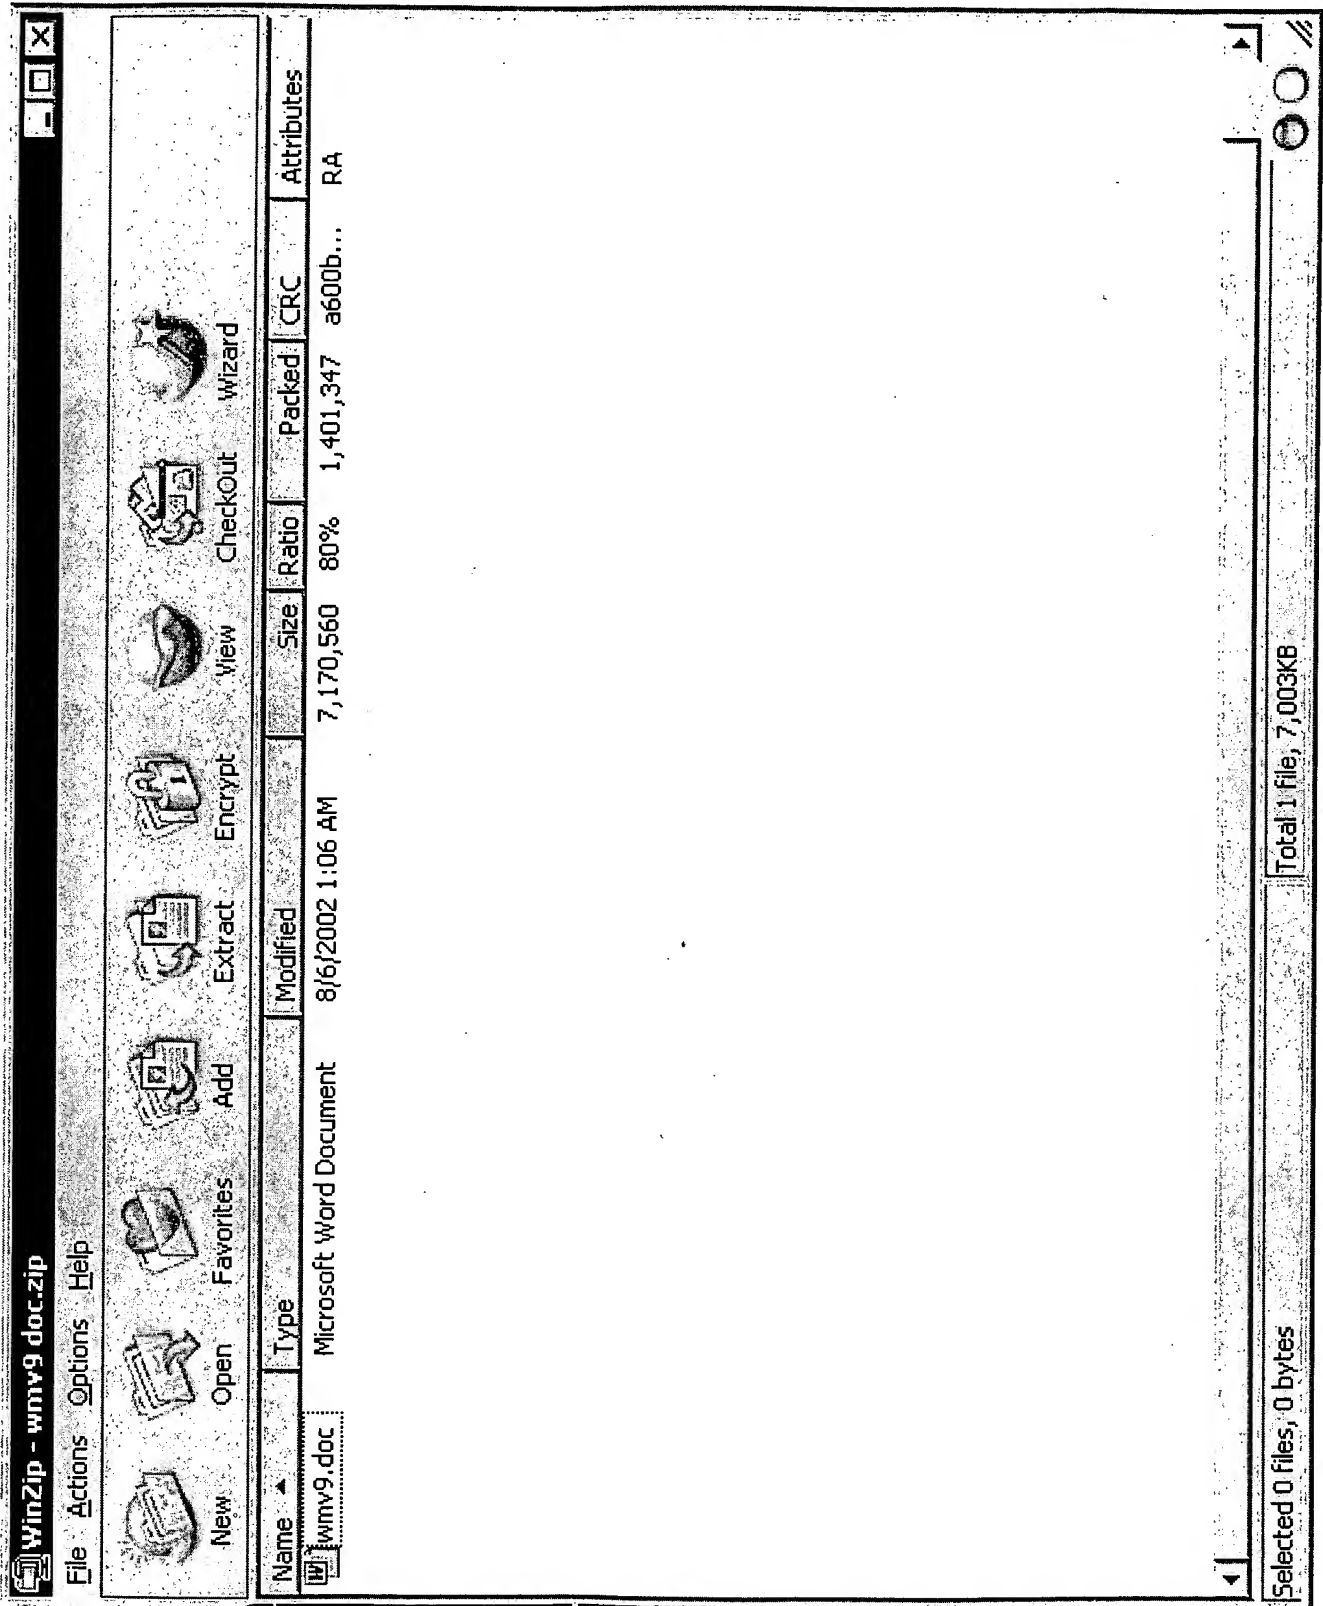 WinZip - wmv9 doc.zip
File Actions Options Help
New Open Favorites Add Extract Encrypt View CheckOut Wizard
Name Type Modified Size Ratio Packed CRC Attributes
wmv9.doc Microsoft Word Document 8/6/2002 1:06 AM 7,170,560 80% 1,401,347 a600b... RA
Selected 0 files, 0 bytes Total 1 file, 7,003KB